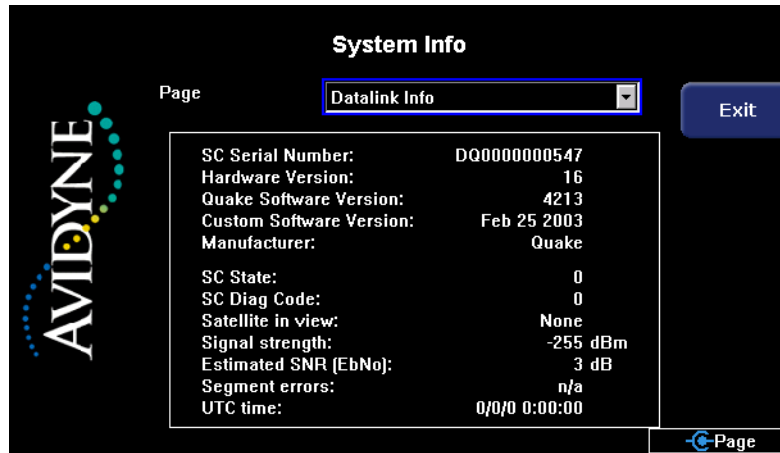 System Info
Page
Datalink Info
Exit
AVIDYNE
SC Serial Number: DQ0000000547
Hardware Version: 16
Quake Software Version: 4213
Custom Software Version: Feb 25 2003
Manufacturer: Quake
SC State: 0
SC Diag Code: 0
Satellite in view: None
Signal strength: -255 dBm
Estimated SNR (EbNo): 3 dB
Segment errors: n/a
UTC time: 0/0/0 0:00:00
Page